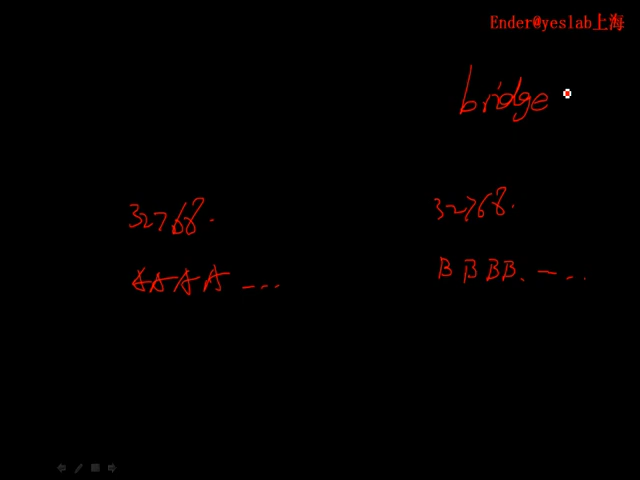 Ender@yeslab上海
bridge
32768. 32768.
AAAA --- BBBB. - ...